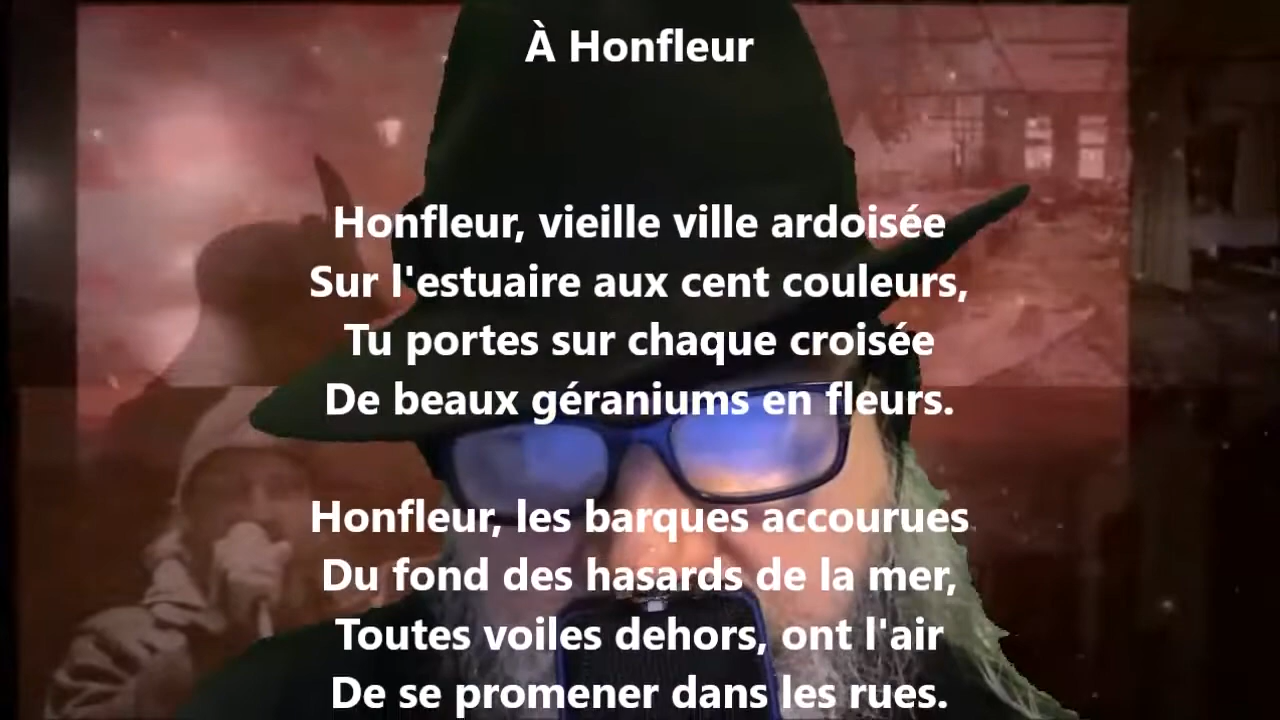 À Honfleur
Honfleur, vieille ville ardoisée
Sur l'estuaire aux cent couleurs,
Tu portes sur chaque croisée
De beaux géraniums en fleurs.
Honfleur, les barques accourues
Du fond des hasards de la mer,
Toutes voiles dehors, ont l'air
De se promener dans les rues.